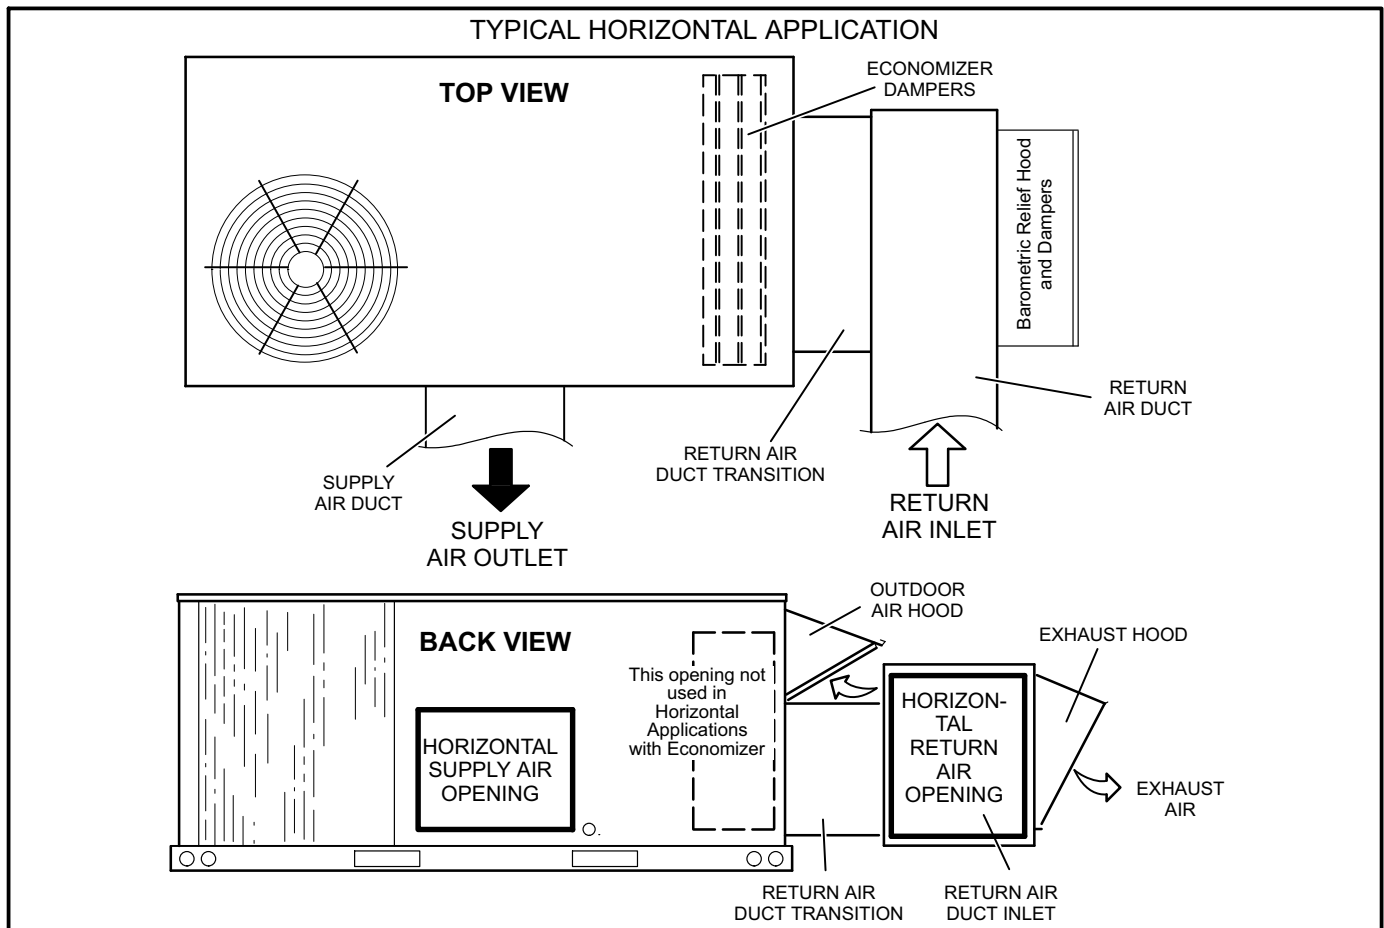 TYPICAL HORIZONTAL APPLICATION
TOP VIEW
ECONOMIZER
DAMPERS
Barometric Relief Hood
and Dampers
RETURN
AIR DUCT
RETURN AIR
DUCT TRANSITION
SUPPLY
AIR DUCT
SUPPLY
AIR OUTLET
RETURN
AIR INLET
BACK VIEW
OUTDOOR
AIR HOOD
EXHAUST HOOD
This opening not
used in
Horizontal
Applications
with Economizer
HORIZONTAL
SUPPLY AIR
OPENING
HORIZON-
TAL
RETURN
AIR
OPENING
EXHAUST
AIR
RETURN AIR
DUCT TRANSITION
RETURN AIR
DUCT INLET